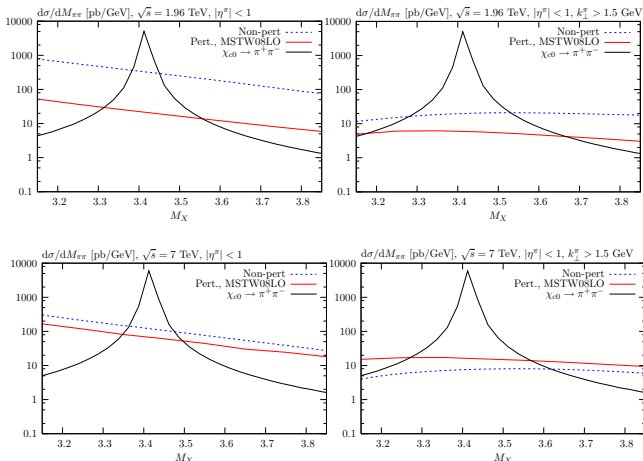 dσ/dM_ππ [pb/GeV], √s = 1.96 TeV, |η^π| < 1
Non-pert
Pert., MSTW08LO
χ_c0 → π⁺π⁻
10000
1000
100
10
1
0.1
3.2 3.3 3.4 3.5 3.6 3.7 3.8
M_X
dσ/dM_ππ [pb/GeV], √s = 1.96 TeV, |η^π| < 1, k_⊥^π > 1.5 GeV
Non-pert
Pert., MSTW08LO
χ_c0 → π⁺π⁻
10000
1000
100
10
1
0.1
3.2 3.3 3.4 3.5 3.6 3.7 3.8
M_X
dσ/dM_ππ [pb/GeV], √s = 7 TeV, |η^π| < 1
Non-pert
Pert., MSTW08LO
χ_c0 → π⁺π⁻
10000
1000
100
10
1
0.1
3.2 3.3 3.4 3.5 3.6 3.7 3.8
M_X
dσ/dM_ππ [pb/GeV], √s = 7 TeV, |η^π| < 1, k_⊥^π > 1.5 GeV
Non-pert
Pert., MSTW08LO
χ_c0 → π⁺π⁻
10000
1000
100
10
1
0.1
3.2 3.3 3.4 3.5 3.6 3.7 3.8
M_X